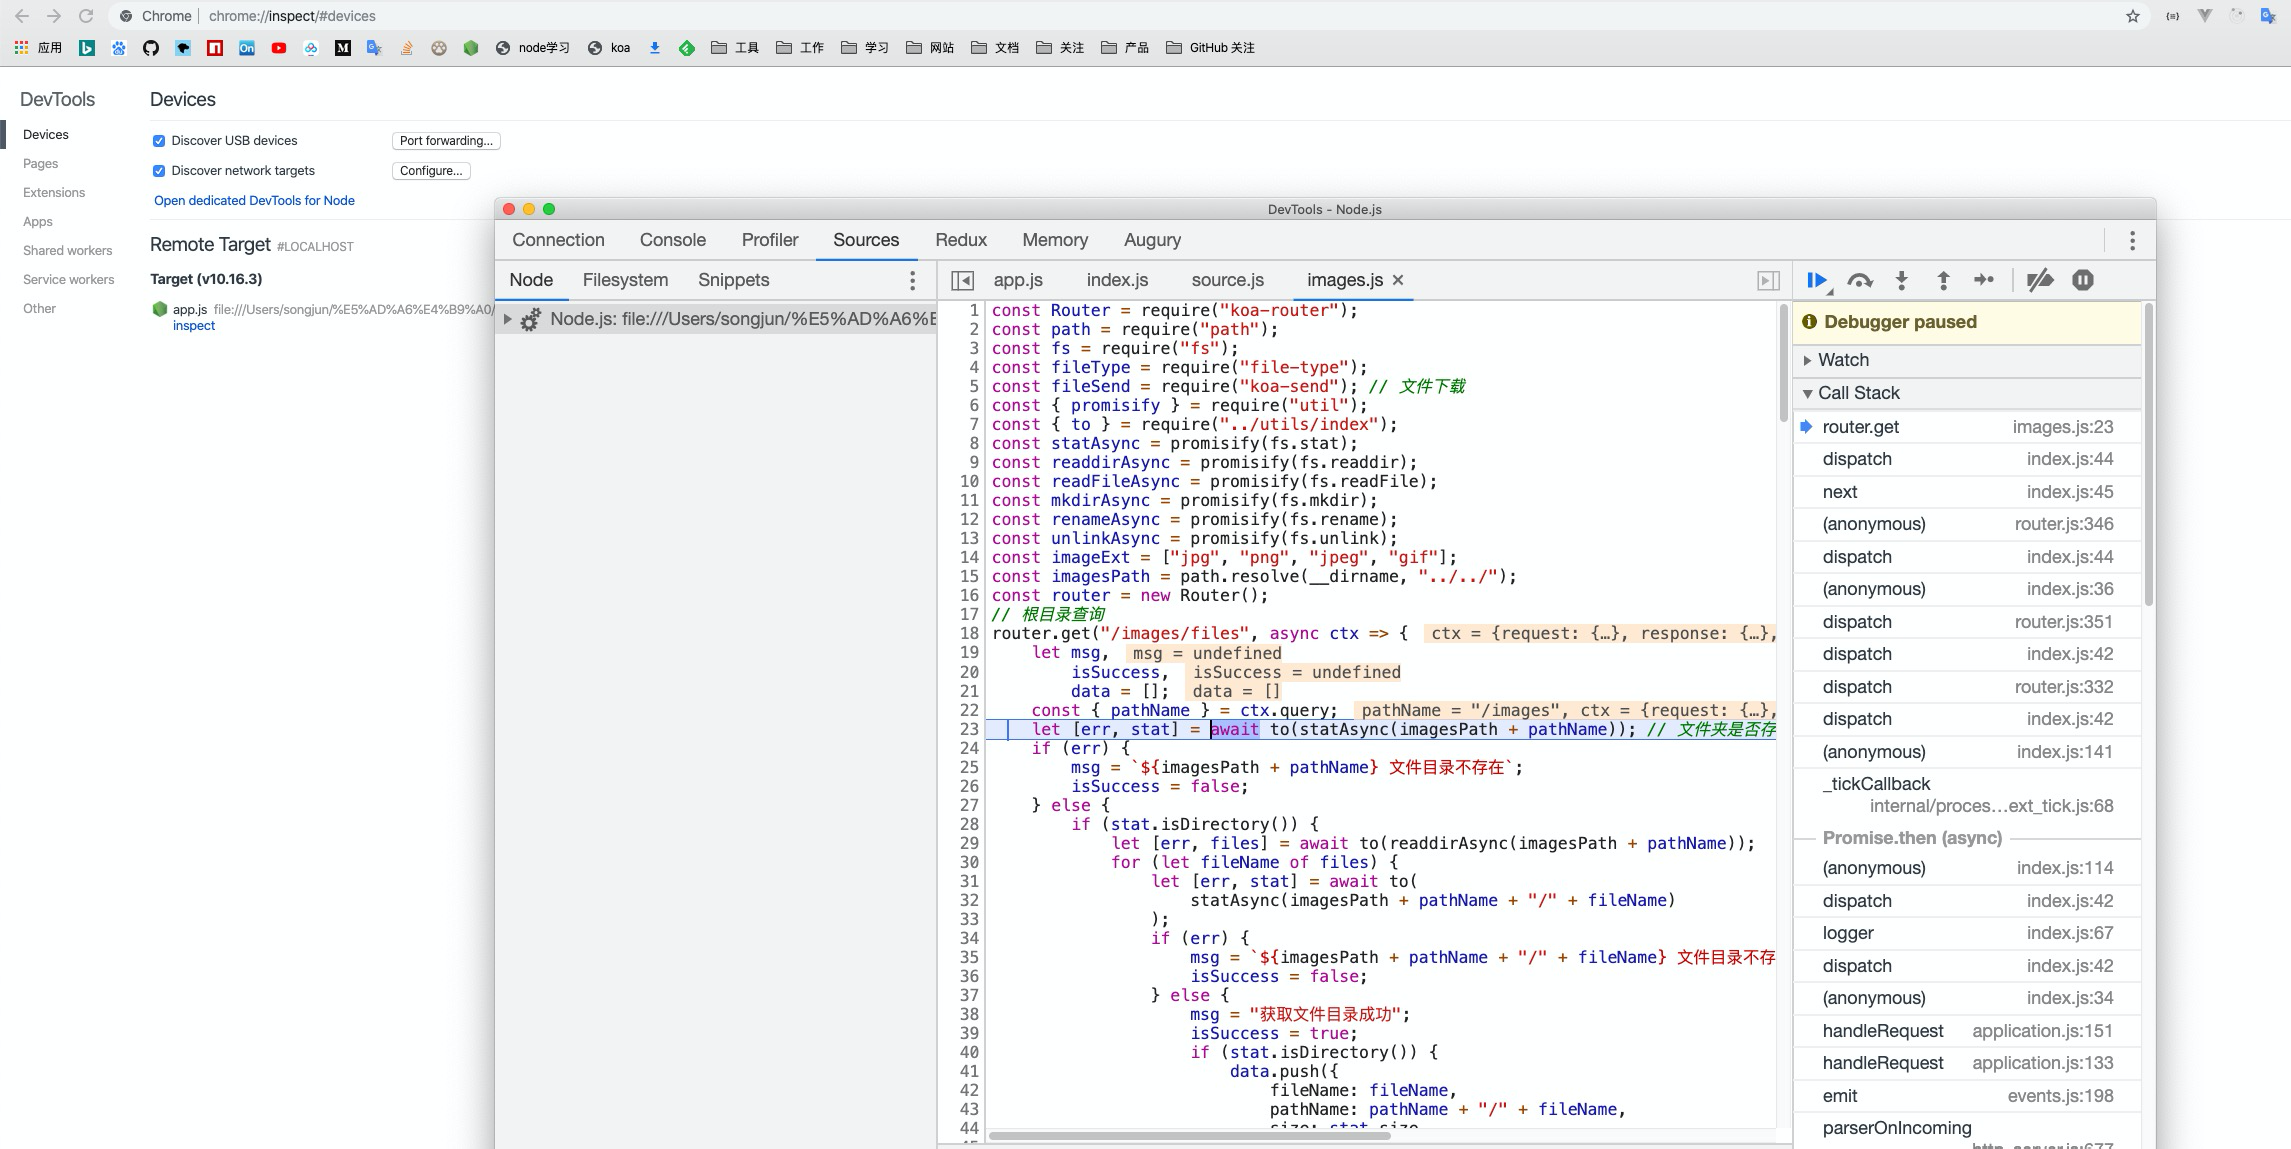 Chrome | chrome://inspect/#devices
应用 node学习 koa 工具 工作 学习 网站 文档 关注 产品 GitHub 关注
DevTools
Devices
Pages
Extensions
Apps
Shared workers
Service workers
Other
Devices
Discover USB devices Port forwarding...
Discover network targets Configure...
Open dedicated DevTools for Node
Remote Target #LOCALHOST
Target (v10.16.3)
app.js file:///Users/songjun/%E5%AD%A6%E4%B9%A0/
inspect
DevTools - Node.js
Connection Console Profiler Sources Redux Memory Augury
Node Filesystem Snippets
Node.js: file:///Users/songjun/%E5%AD%A6%E
app.js index.js source.js images.js ×
1 const Router = require("koa-router");
2 const path = require("path");
3 const fs = require("fs");
4 const fileType = require("file-type");
5 const fileSend = require("koa-send"); // 文件下载
6 const { promisify } = require("util");
7 const { to } = require("../utils/index");
8 const statAsync = promisify(fs.stat);
9 const readdirAsync = promisify(fs.readdir);
10 const readFileAsync = promisify(fs.readFile);
11 const mkdirAsync = promisify(fs.mkdir);
12 const renameAsync = promisify(fs.rename);
13 const unlinkAsync = promisify(fs.unlink);
14 const imageExt = ["jpg", "png", "jpeg", "gif"];
15 const imagesPath = path.resolve(__dirname, "../../");
16 const router = new Router();
17 // 根目录查询
18 router.get("/images/files", async ctx => { ctx = {request: {…}, response: {…},
19 let msg, msg = undefined
20 isSuccess, isSuccess = undefined
21 data = []; data = []
22 const { pathName } = ctx.query; pathName = "/images", ctx = {request: {…},
23 let [err, stat] = await to(statAsync(imagesPath + pathName)); // 文件夹是否存
24 if (err) {
25 msg = `${imagesPath + pathName} 文件目录不存在`;
26 isSuccess = false;
27 } else {
28 if (stat.isDirectory()) {
29 let [err, files] = await to(readdirAsync(imagesPath + pathName));
30 for (let fileName of files) {
31 let [err, stat] = await to(
32 statAsync(imagesPath + pathName + "/" + fileName)
33 );
34 if (err) {
35 msg = `${imagesPath + pathName + "/" + fileName} 文件目录不存
36 isSuccess = false;
37 } else {
38 msg = "获取文件目录成功";
39 isSuccess = true;
40 if (stat.isDirectory()) {
41 data.push({
42 fileName: fileName,
43 pathName: pathName + "/" + fileName,
44 size: stat.size
Debugger paused
Watch
Call Stack
router.get images.js:23
dispatch index.js:44
next index.js:45
(anonymous) router.js:346
dispatch index.js:44
(anonymous) index.js:36
dispatch router.js:351
dispatch index.js:42
dispatch router.js:332
dispatch index.js:42
(anonymous) index.js:141
_tickCallback
internal/proces…ext_tick.js:68
Promise.then (async)
(anonymous) index.js:114
dispatch index.js:42
logger index.js:67
dispatch index.js:42
(anonymous) index.js:34
handleRequest application.js:151
handleRequest application.js:133
emit events.js:198
parserOnIncoming